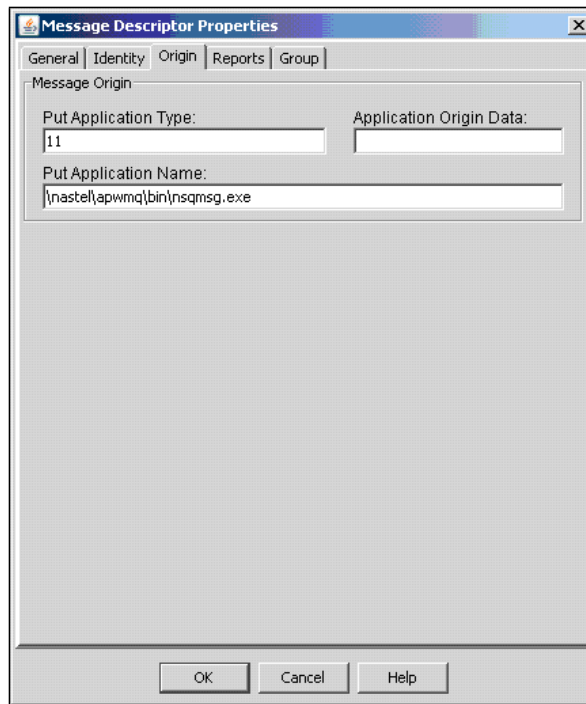 Message Descriptor Properties
General Identity Origin Reports Group
Message Origin
Put Application Type: Application Origin Data:
11
Put Application Name:
\nastel\apwmq\bin\nsqmsg.exe
OK Cancel Help